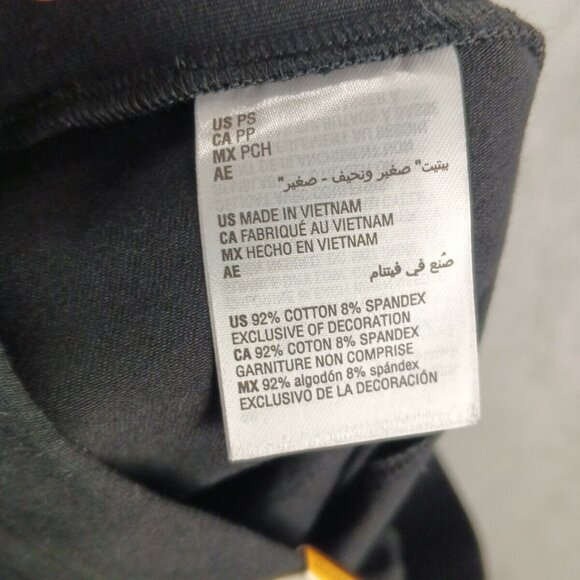 US PS
CA PP
MX PCH
AE
بيتيت" صغير ونحيف - صغير"
US MADE IN VIETNAM
CA FABRIQUÉ AU VIETNAM
MX HECHO EN VIETNAM
AE
صُنع في فيتنام
US 92% COTTON 8% SPANDEX
EXCLUSIVE OF DECORATION
CA 92% COTON 8% SPANDEX
GARNITURE NON COMPRISE
MX 92% algodón 8% spándex
EXCLUSIVO DE LA DECORACIÓN